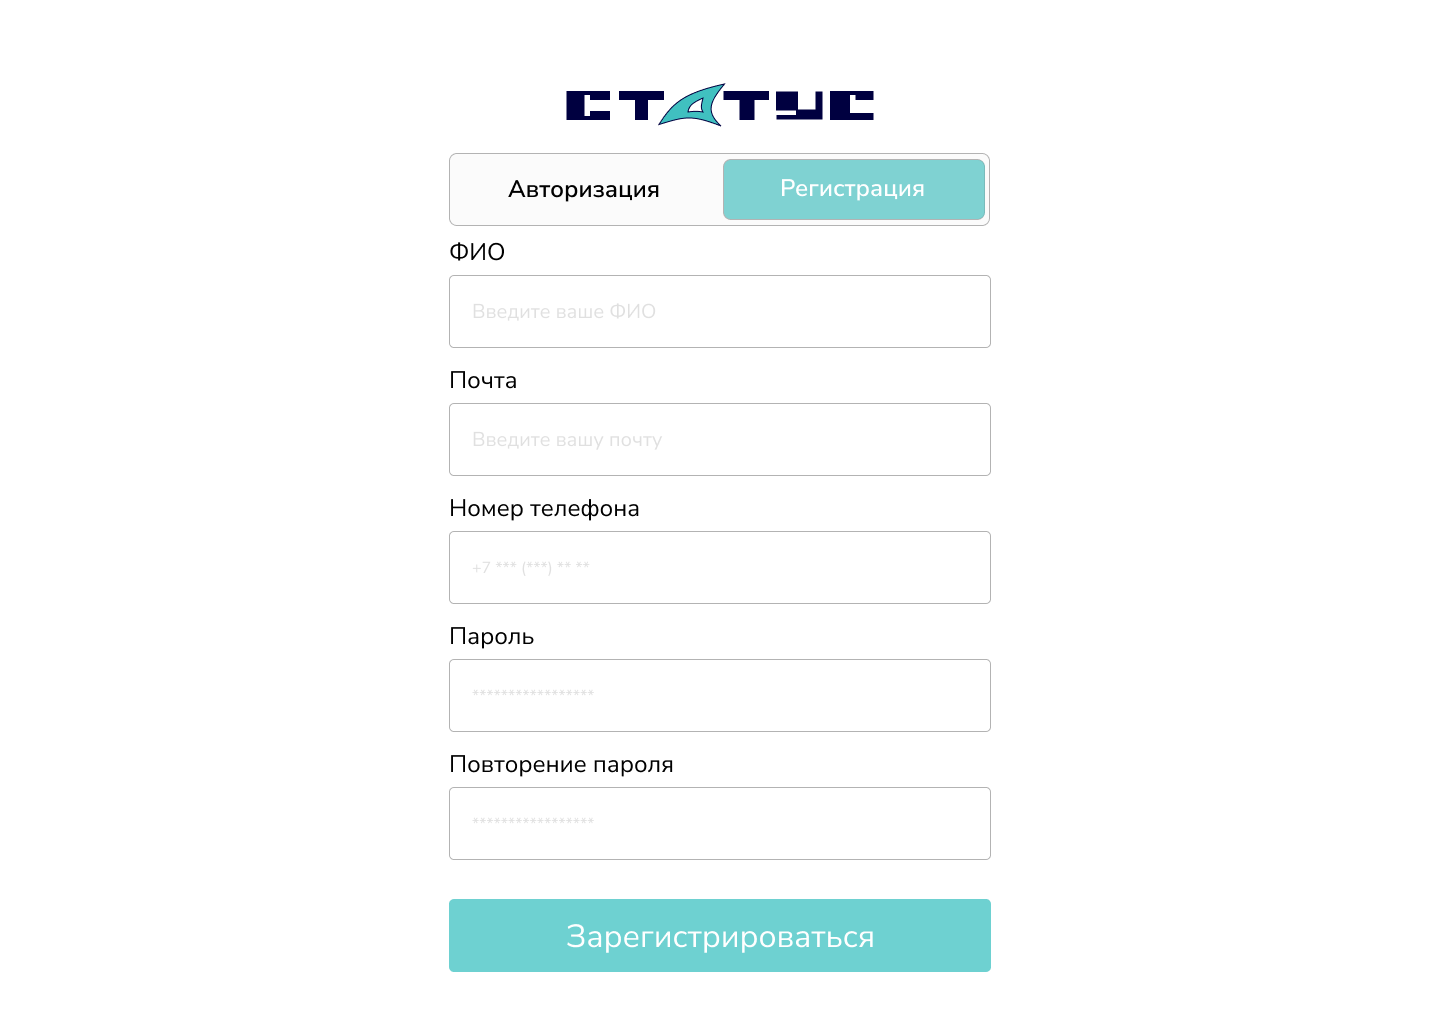 СТАТУС
Авторизация
Регистрация
ФИО
Введите ваше ФИО
Почта
Введите вашу почту
Номер телефона
+7 *** (***) ** **
Пароль
*****************
Повторение пароля
*****************
Зарегистрироваться